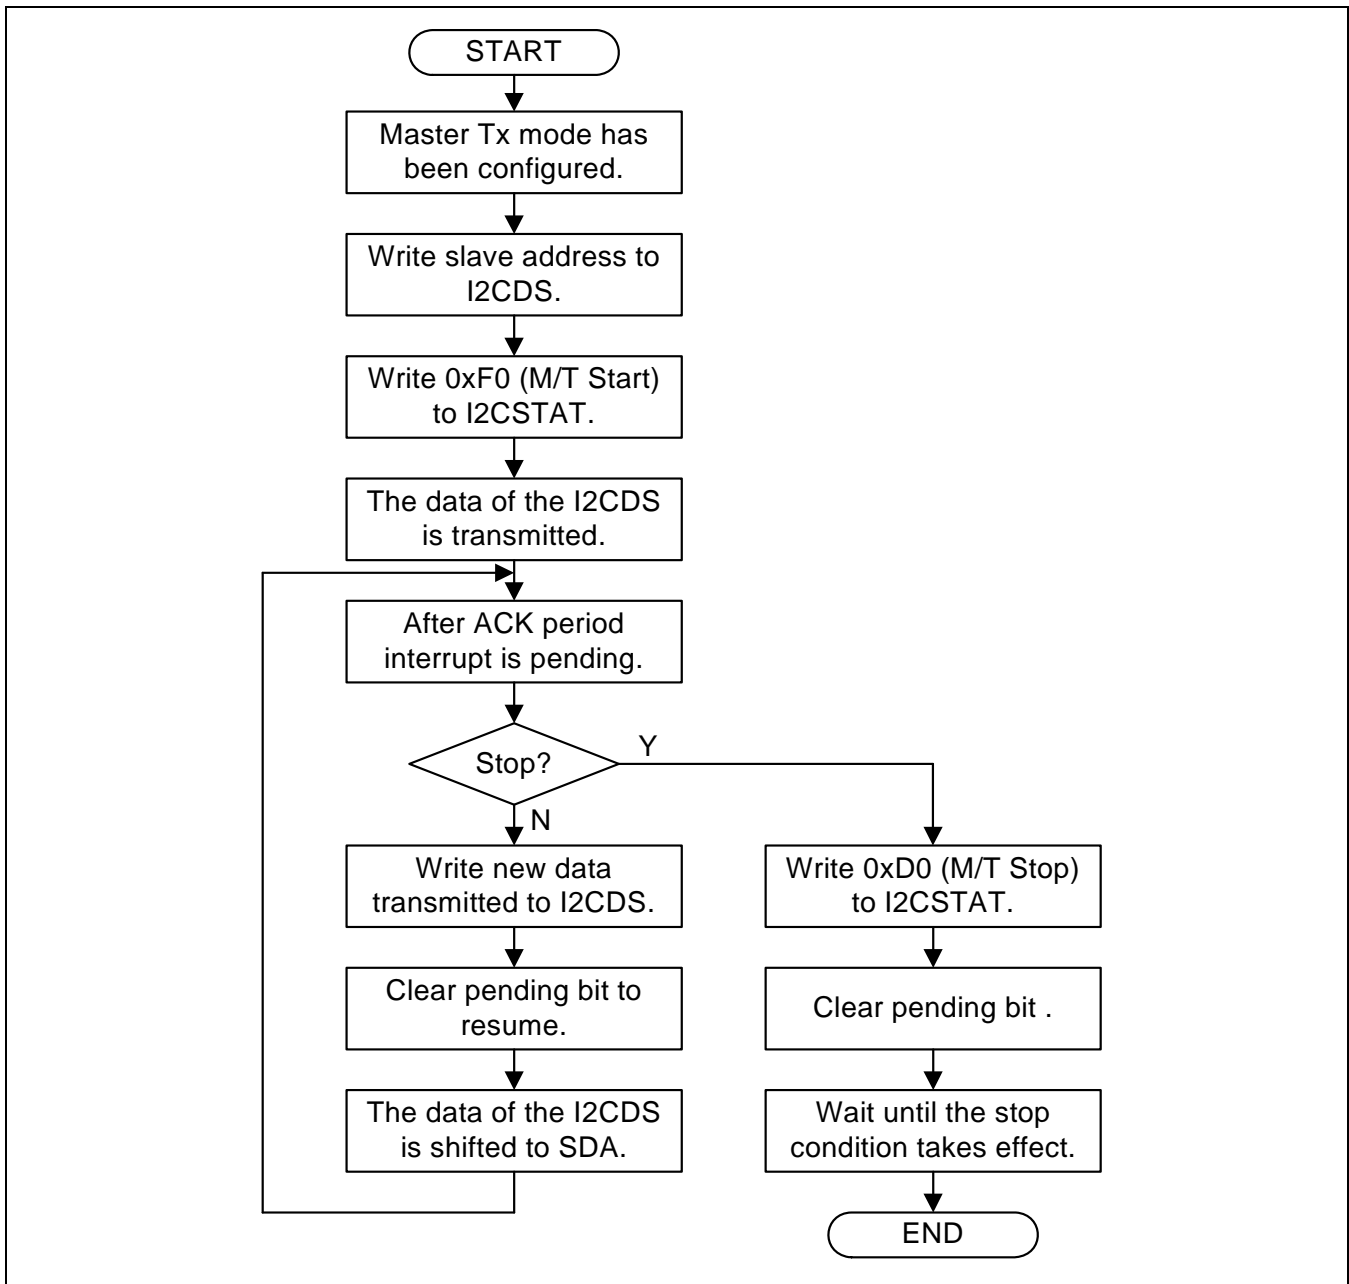 START
Master Tx mode has
been configured.
Write slave address to
I2CDS.
Write 0xF0 (M/T Start)
to I2CSTAT.
The data of the I2CDS
is transmitted.
After ACK period
interrupt is pending.
Stop?
Y
N
Write new data
transmitted to I2CDS.
Clear pending bit to
resume.
The data of the I2CDS
is shifted to SDA.
Write 0xD0 (M/T Stop)
to I2CSTAT.
Clear pending bit .
Wait until the stop
condition takes effect.
END